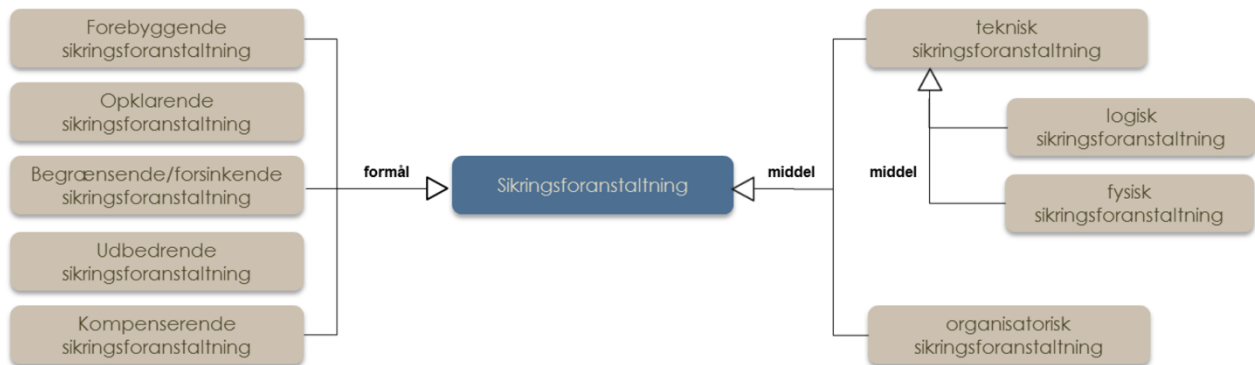 Forebyggende
sikringsforanstaltning
Opklarende
sikringsforanstaltning
Begrænsende/forsinkende
sikringsforanstaltning
Udbedrende
sikringsforanstaltning
Kompenserende
sikringsforanstaltning
formål
Sikringsforanstaltning
middel
teknisk
sikringsforanstaltning
middel
logisk
sikringsforanstaltning
fysisk
sikringsforanstaltning
organisatorisk
sikringsforanstaltning